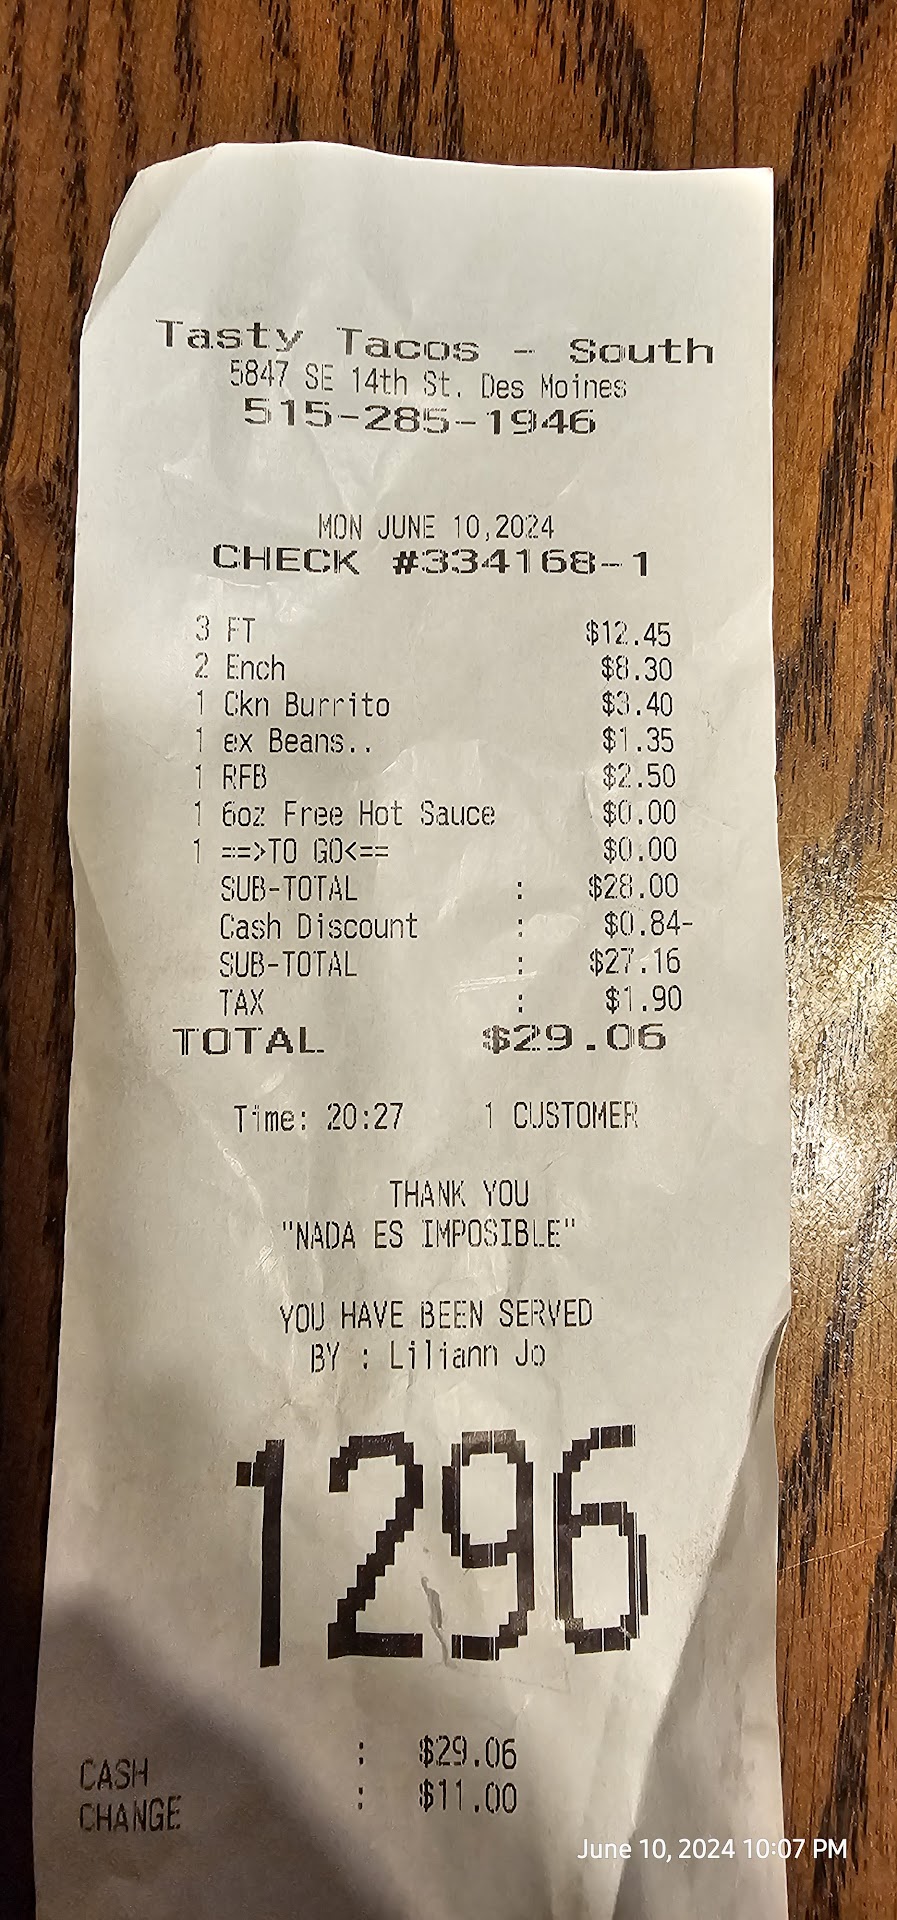 Tasty Tacos - South
5847 SE 14th St. Des Moines
515-285-1946
MON JUNE 10,2024
CHECK #334168-1
3 FT $12.45
2 Ench $8.30
1 Ckn Burrito $3.40
1 ex Beans.. $1.35
1 RFB $2.50
1 6oz Free Hot Sauce $0.00
1 ==>TO GO<== $0.00
SUB-TOTAL : $28.00
Cash Discount : $0.84-
SUB-TOTAL : $27.16
TAX : $1.90
TOTAL $29.06
Time: 20:27 1 CUSTOMER
THANK YOU
"NADA ES IMPOSIBLE"
YOU HAVE BEEN SERVED
BY : Liliann Jo
1296
CASH : $29.06
CHANGE : $11.00
June 10, 2024 10:07 PM